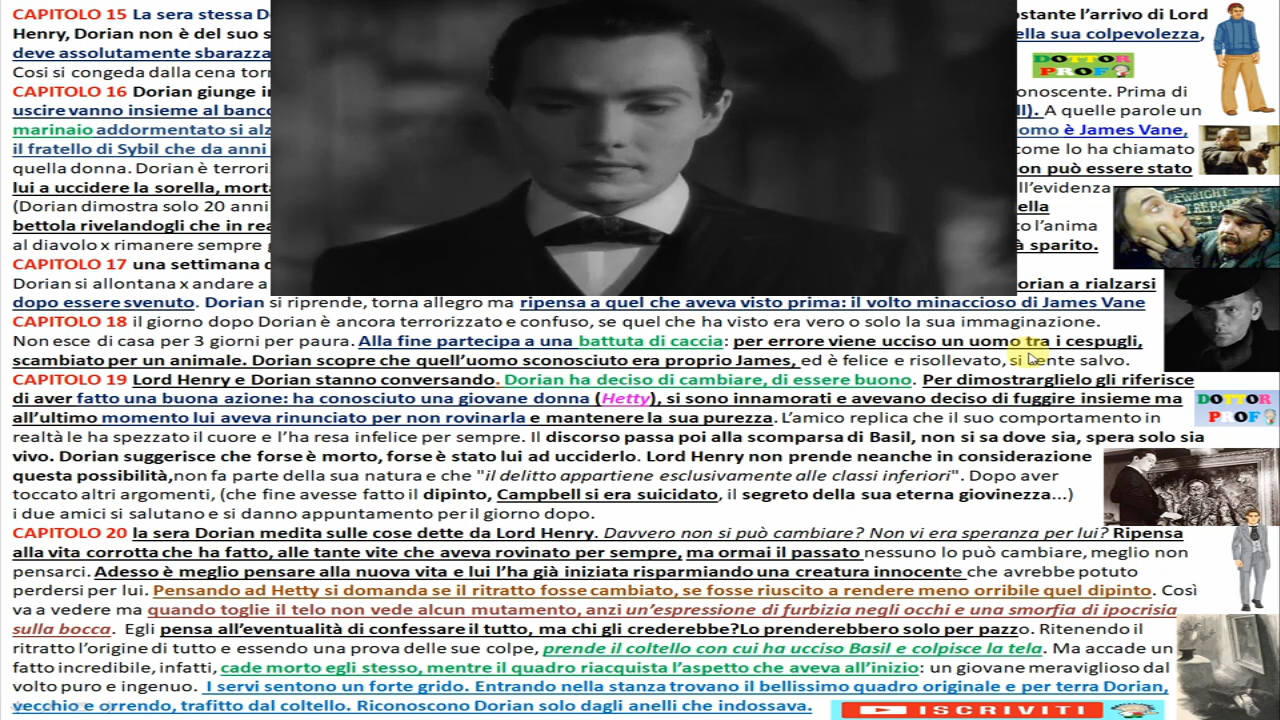 CAPITOLO 15 La sera stessa D
ostante l'arrivo di Lord
Henry, Dorian non è del suo s
ella sua colpevolezza,
deve assolutamente sbarazza
Cosi si congeda dalla cena torr
DOTTOR
PROF
CAPITOLO 16 Dorian giunge in
onoscente. Prima di
uscire vanno insieme al banco
ll). A quelle parole un
marinaio addormentato si alz
omo è James Vane,
il fratello di Sybil che da anni
come lo ha chiamato
quella donna. Dorian è terrori
on può essere stato
lui a uccidere la sorella, morta
ll'evidenza
(Dorian dimostra solo 20 anni
ella
bettola rivelandogli che in rea
o l'anima
al diavolo x rimanere sempre g
à sparito.
CAPITOLO 17 una settimana d
Dorian si allontana x andare a
orian a rialzarsi
dopo essere svenuto. Dorian si riprende, torna allegro ma ripensa a quel che aveva visto prima: il volto minaccioso di James Vane
CAPITOLO 18 il giorno dopo Dorian è ancora terrorizzato e confuso, se quel che ha visto era vero o solo la sua immaginazione.
Non esce di casa per 3 giorni per paura. Alla fine partecipa a una battuta di caccia: per errore viene ucciso un uomo tra i cespugli,
scambiato per un animale. Dorian scopre che quell'uomo sconosciuto era proprio James, ed è felice e risollevato, si sente salvo.
CAPITOLO 19 Lord Henry e Dorian stanno conversando. Dorian ha deciso di cambiare, di essere buono. Per dimostrarglielo gli riferisce
di aver fatto una buona azione: ha conosciuto una giovane donna (Hetty), si sono innamorati e avevano deciso di fuggire insieme ma
all'ultimo momento lui aveva rinunciato per non rovinarla e mantenere la sua purezza. L'amico replica che il suo comportamento in
realtà le ha spezzato il cuore e l'ha resa infelice per sempre. Il discorso passa poi alla scomparsa di Basil, non si sa dove sia, spera solo sia
vivo. Dorian suggerisce che forse è morto, forse è stato lui ad ucciderlo. Lord Henry non prende neanche in considerazione
questa possibilità, non fa parte della sua natura e che "il delitto appartiene esclusivamente alle classi inferiori". Dopo aver
toccato altri argomenti, (che fine avesse fatto il dipinto, Campbell si era suicidato, il segreto della sua eterna giovinezza...)
i due amici si salutano e si danno appuntamento per il giorno dopo.
DOTTOR
PROF
CAPITOLO 20 la sera Dorian medita sulle cose dette da Lord Henry. Davvero non si può cambiare? Non vi era speranza per lui? Ripensa
alla vita corrotta che ha fatto, alle tante vite che aveva rovinato per sempre, ma ormai il passato nessuno lo può cambiare, meglio non
pensarci. Adesso è meglio pensare alla nuova vita e lui l'ha già iniziata risparmiando una creatura innocente che avrebbe potuto
perdersi per lui. Pensando ad Hetty si domanda se il ritratto fosse cambiato, se fosse riuscito a rendere meno orribile quel dipinto. Così
va a vedere ma quando toglie il telo non vede alcun mutamento, anzi un'espressione di furbizia negli occhi e una smorfia di ipocrisia
sulla bocca. Egli pensa all'eventualità di confessare il tutto, ma chi gli crederebbe?Lo prenderebbero solo per pazzo. Ritenendo il
ritratto l'origine di tutto e essendo una prova delle sue colpe, prende il coltello con cui ha ucciso Basil e colpisce la tela. Ma accade un
fatto incredibile, infatti, cade morto egli stesso, mentre il quadro riacquista l'aspetto che aveva all'inizio: un giovane meraviglioso dal
volto puro e ingenuo. I servi sentono un forte grido. Entrando nella stanza trovano il bellissimo quadro originale e per terra Dorian,
vecchio e orrendo, trafitto dal coltello. Riconoscono Dorian solo dagli anelli che indossava.
ISCRIVITI